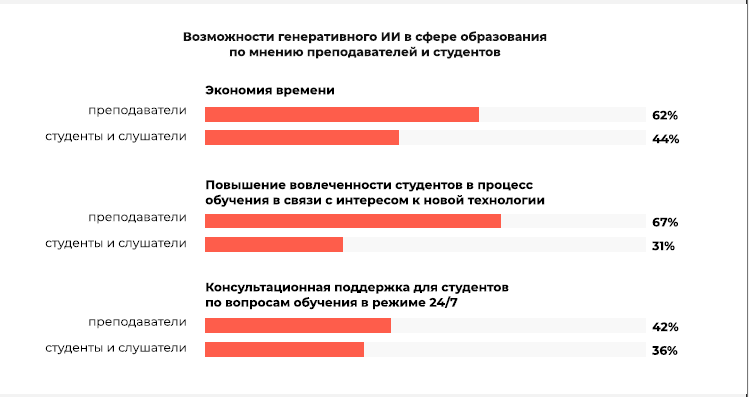 Возможности генеративного ИИ в сфере образования
по мнению преподавателей и студентов
Экономия времени
преподаватели
62%
студенты и слушатели
44%
Повышение вовлеченности студентов в процесс
обучения в связи с интересом к новой технологии
преподаватели
67%
студенты и слушатели
31%
Консультационная поддержка для студентов
по вопросам обучения в режиме 24/7
преподаватели
42%
студенты и слушатели
36%